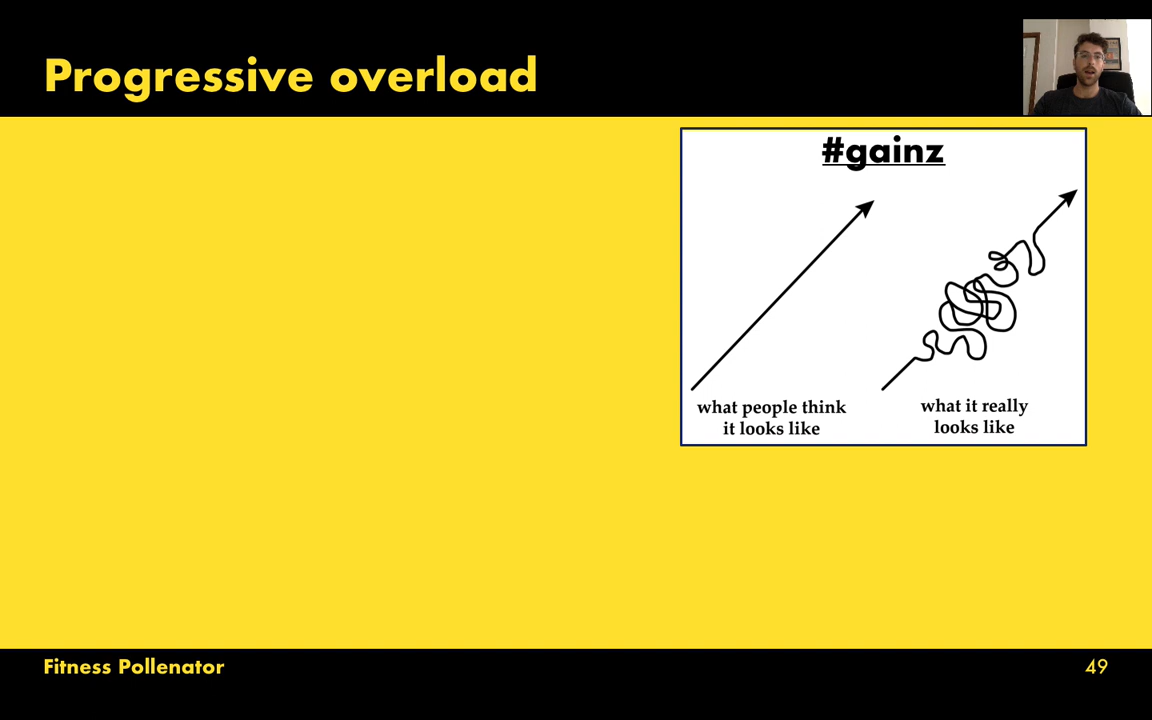 Progressive overload
#gainz
what people think
it looks like
what it really
looks like
Fitness Pollenator
49